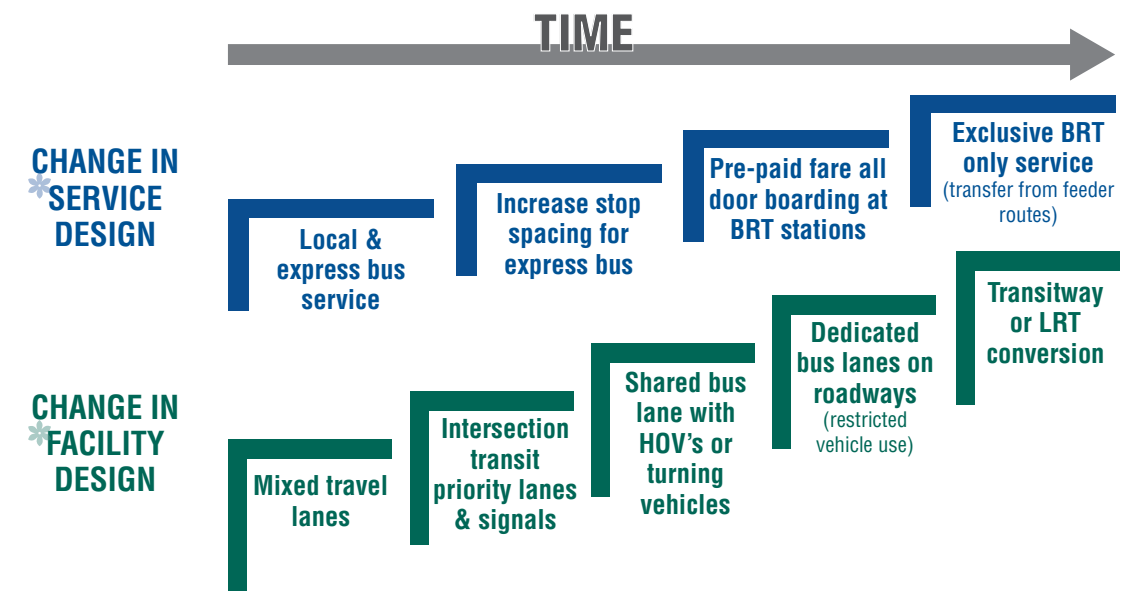 TIME
CHANGE IN
SERVICE
DESIGN
Local &
express bus
service
Increase stop
spacing for
express bus
Pre-paid fare all
door boarding at
BRT stations
Exclusive BRT
only service
(transfer from feeder
routes)
CHANGE IN
FACILITY
DESIGN
Mixed travel
lanes
Intersection
transit
priority lanes
& signals
Shared bus
lane with
HOV's or
turning
vehicles
Dedicated
bus lanes on
roadways
(restricted
vehicle use)
Transitway
or LRT
conversion